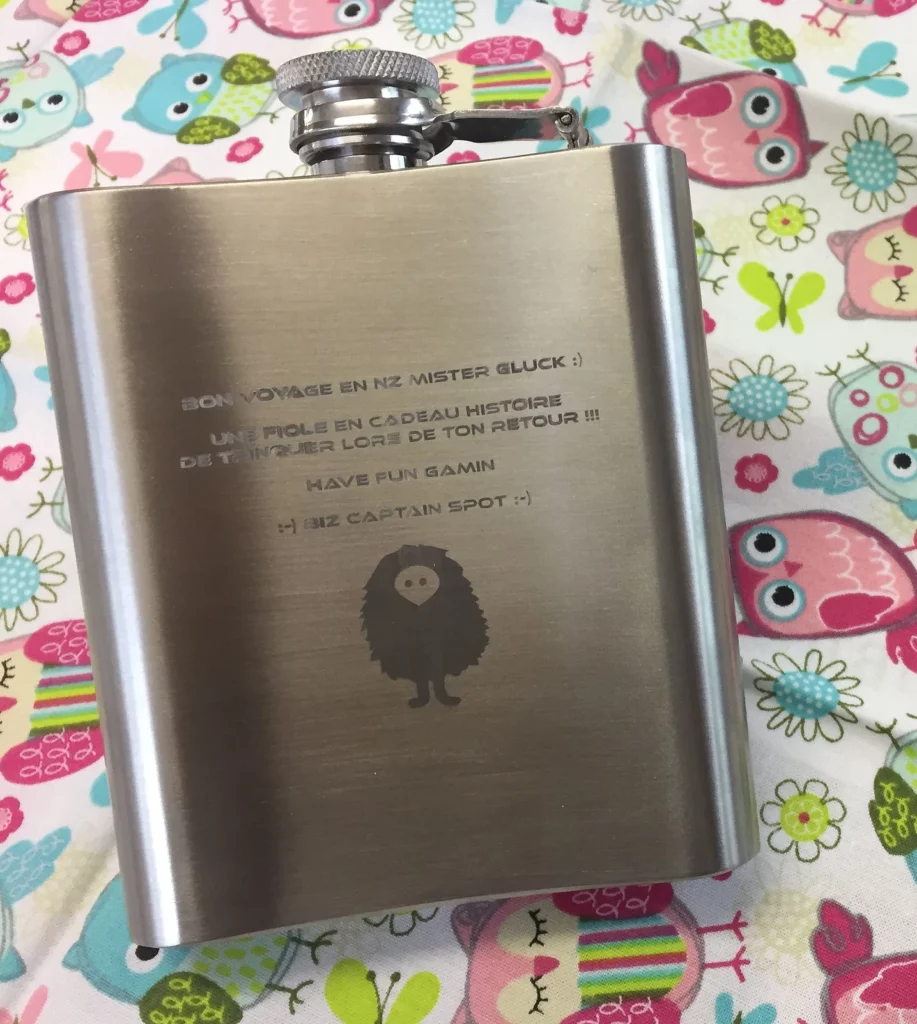 BON VOYAGE EN NZ MISTER GLUCK :)
UNE FIOLE EN CADEAU HISTOIRE
DE TRINQUER LORS DE TON RETOUR !!!
HAVE FUN GAMIN
:-) BIZ CAPTAIN SPOT :-)